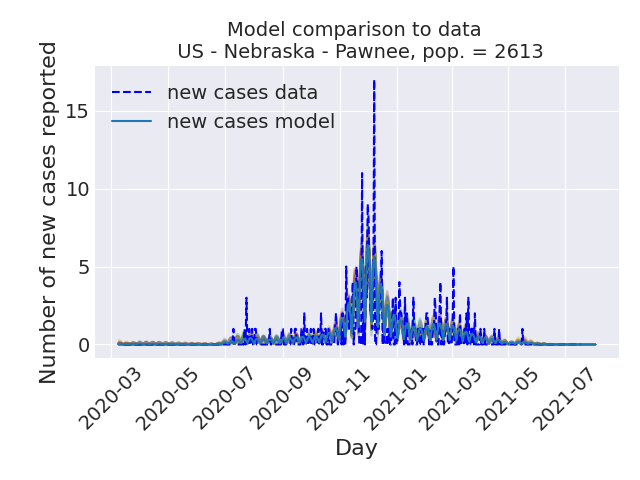 Model comparison to data
US - Nebraska - Pawnee, pop. = 2613
Number of new cases reported
15
10
5
0
new cases data
new cases model
2020-03
2020-05
2020-07
2020-09
2020-11
2021-01
2021-03
2021-05
2021-07
Day